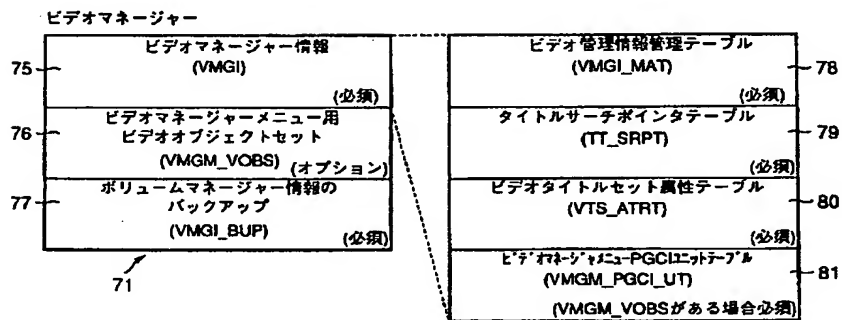 ビデオマネージャー
75
ビデオマネージャー情報
(VMGI)
(必須)
76
ビデオマネージャーメニュー用
ビデオオブジェクトセット
(VMGM_VOBS)
(オプション)
77
ボリュームマネージャー情報の
バックアップ
(VMGI_BUP)
(必須)
71
ビデオ管理情報管理テーブル
(VMGI_MAT)
(必須)
78
タイトルサーチポインタテーブル
(TT_SRPT)
(必須)
79
ビデオタイトルセット属性テーブル
(VTS_ATRT)
(必須)
80
ビデオマネージャメニューPGCIユニットテーブル
(VMGM_PGCI_UT)
(VMGM_VOBSがある場合必須)
81